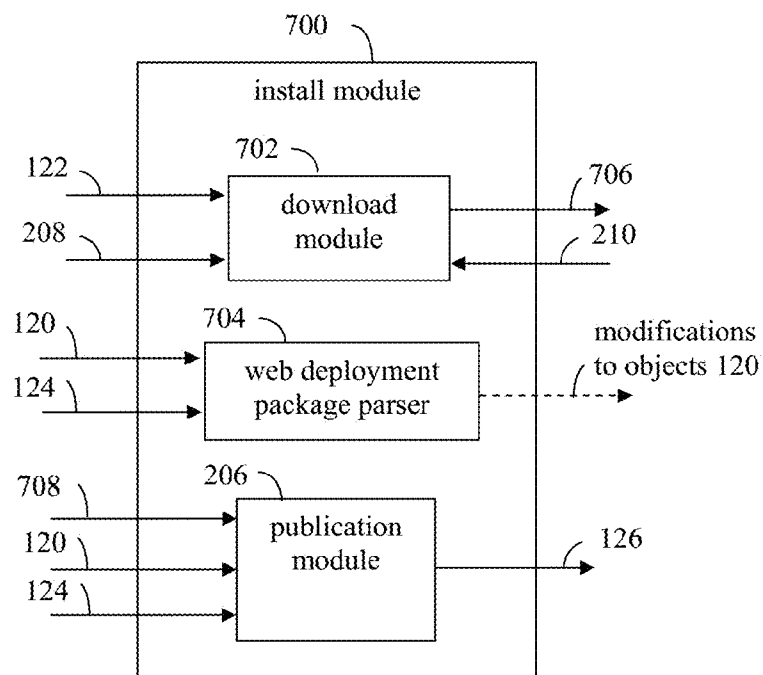 700
install module
702
122
download
module
706
208
210
704
120
web deployment
package parser
modifications
to objects 120
124
206
708
publication
module
120
126
124